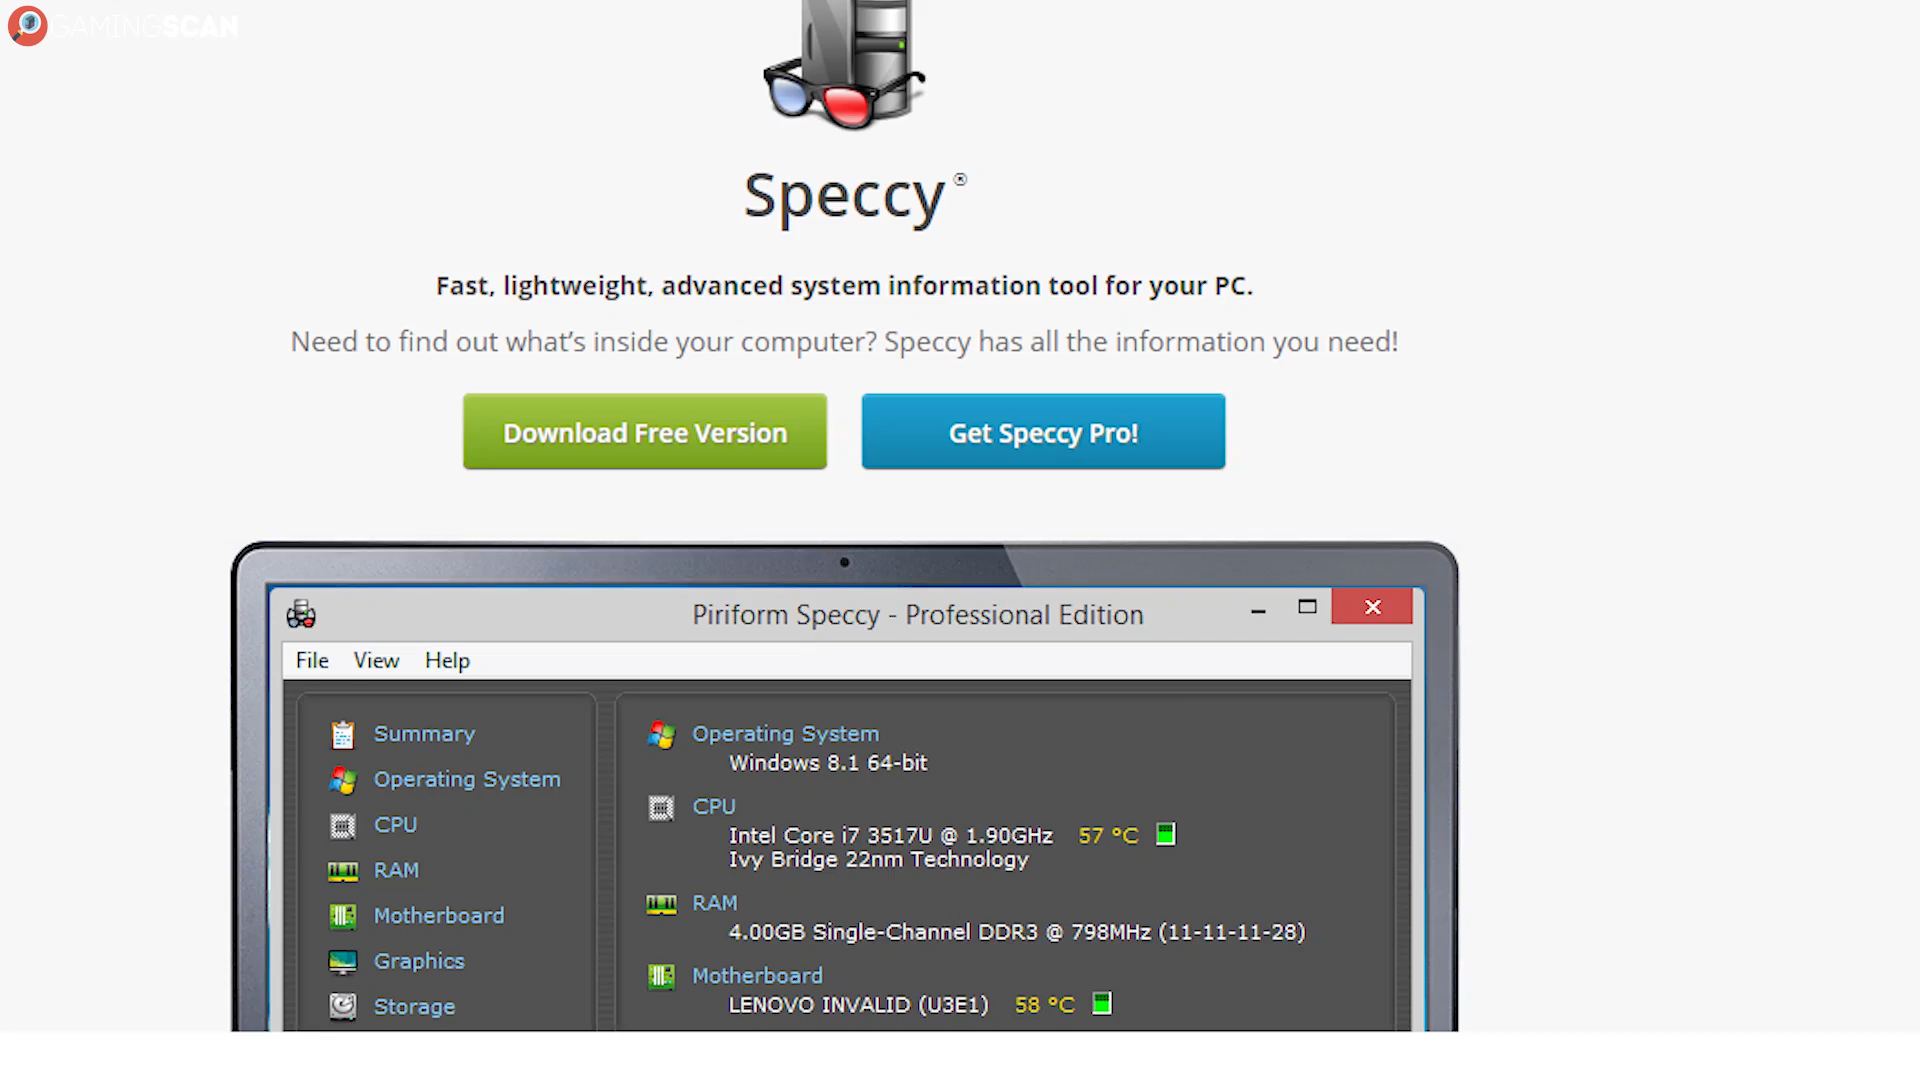 GAMINGSCAN
Speccy®
Fast, lightweight, advanced system information tool for your PC.
Need to find out what's inside your computer? Speccy has all the information you need!
Download Free Version
Get Speccy Pro!
Piriform Speccy - Professional Edition
File View Help
Summary
Operating System
CPU
RAM
Motherboard
Graphics
Storage
Operating System
Windows 8.1 64-bit
CPU
Intel Core i7 3517U @ 1.90GHz 57 °C
Ivy Bridge 22nm Technology
RAM
4.00GB Single-Channel DDR3 @ 798MHz (11-11-11-28)
Motherboard
LENOVO INVALID (U3E1) 58 °C